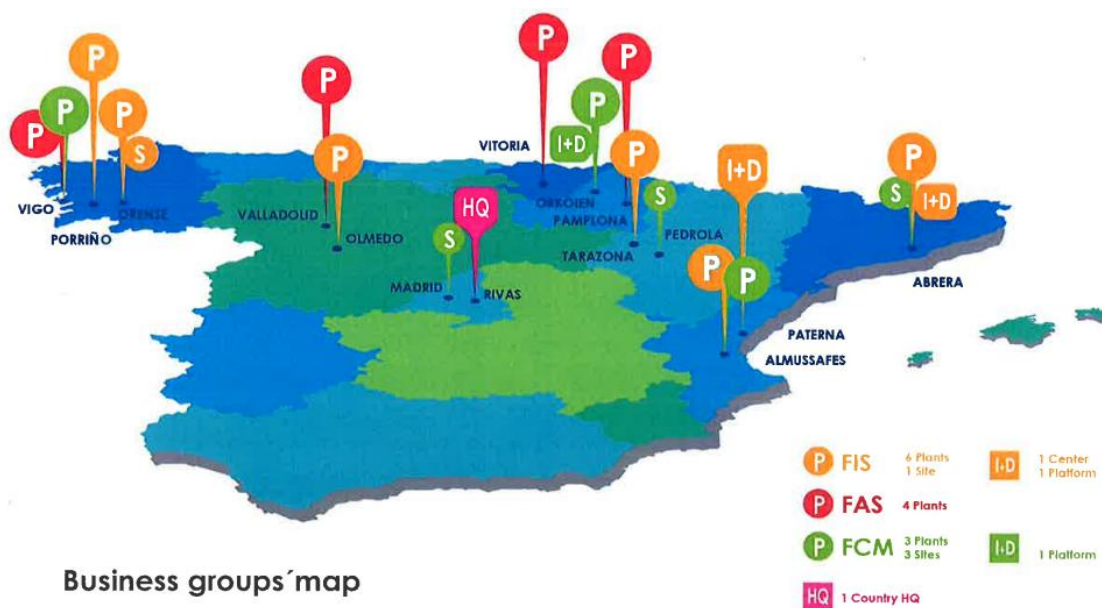 P
P
P
P
P
S
P
P
P
I+D
P
P
P
I+D
S
HQ
S
P
P
P
S
I+D
VITORIA
VIGO
ORENSE
PORRIÑO
VALLADOLID
OLMEDO
ORKOIEN
PAMPLONA
PEDROLA
TARAZONA
MADRID
RIVAS
ABRERA
PATERNA
ALMUSSAFES
P FIS 6 Plants
1 Site
I+D 1 Center
1 Platform
P FAS 4 Plants
P FCM 3 Plants
3 Sites
I+D 1 Platform
HQ 1 Country HQ
Business groups´map